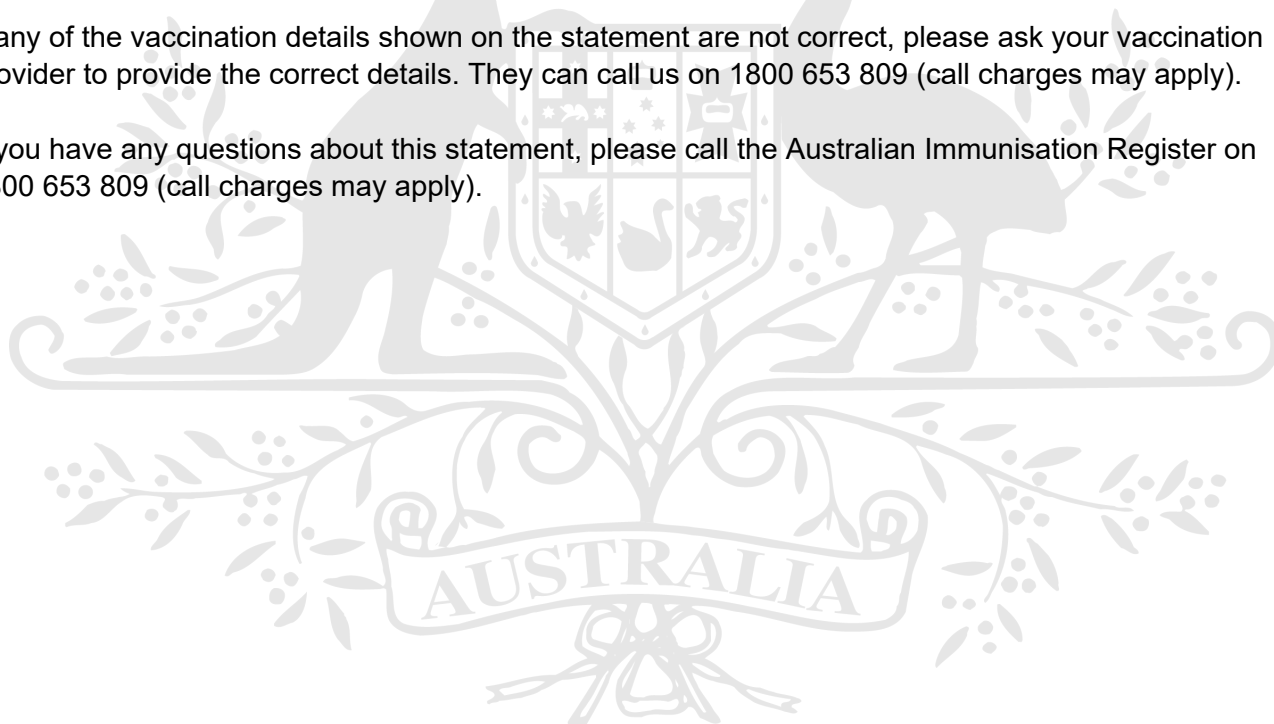 any of the vaccination details shown on the statement are not correct, please ask your vaccination
ovider to provide the correct details. They can call us on 1800 653 809 (call charges may apply).
you have any questions about this statement, please call the Australian Immunisation Register on
00 653 809 (call charges may apply).
AUSTRALIA